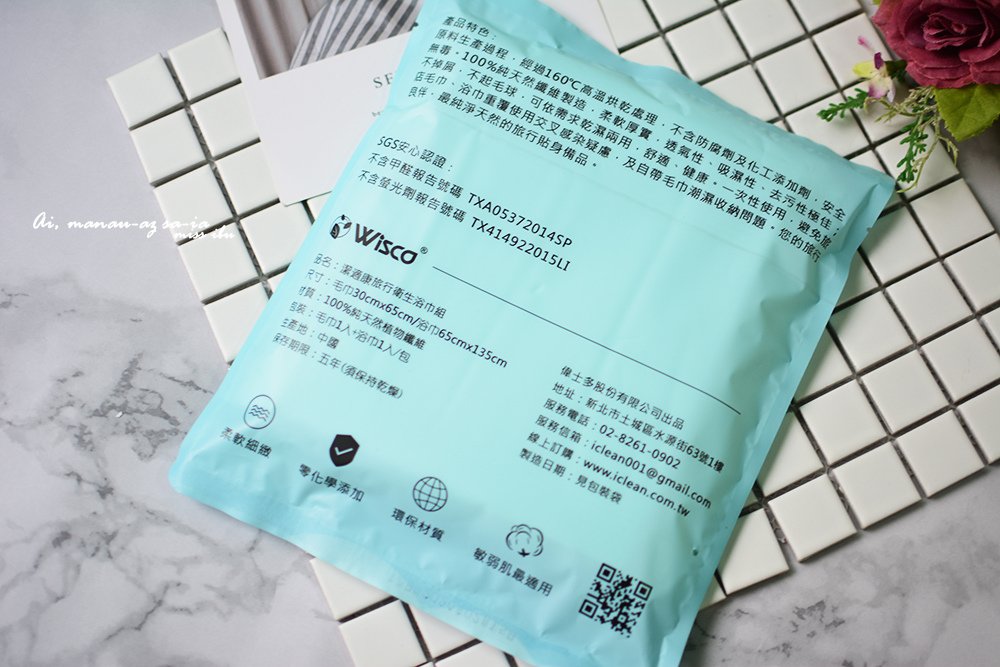 SE
產品特色：
原料生產過程，經過160℃高溫烘乾處理，不含防腐劑及化工添加劑，安全
無毒。100%純天然纖維製造，柔軟厚實，透氣性、吸濕性、去污性極佳；
不掉屑，不起毛球，可依需求乾濕兩用，舒適、健康。一次性使用，避免旅
店毛巾、浴巾重覆使用交叉感染疑慮，及自帶毛巾潮濕收納問題。您的旅行
良伴，最純淨天然的旅行貼身備品。
SGS安心認證：
不含甲醛報告號碼 TXA05372014SP
不含螢光劑報告號碼 TX414922015LI
Wisco®
品名：潔適康旅行衛生浴巾組
尺寸：毛巾30cmx65cm/浴巾65cmx135cm
材質：100%純天然植物纖維
包裝：毛巾1入+浴巾1入/包
生產地：中國
保存期限：五年(須保持乾燥)
偉士多股份有限公司出品
地址：新北市土城區水源街63號1樓
服務電話：02-8261-0902
服務信箱：iclean001@gmail.com
線上訂購：www.iclean.com.tw
製造日期：見包裝袋
柔軟細緻
零化學添加
環保材質
敏弱肌最適用
Ai, manau-az sa-ia
miss ibu